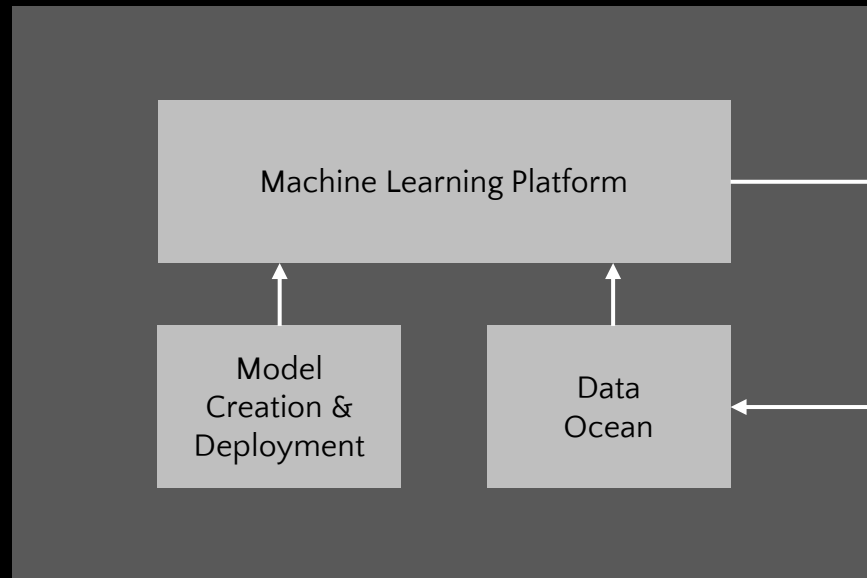 Machine Learning Platform
Model
Creation &
Deployment
Data
Ocean